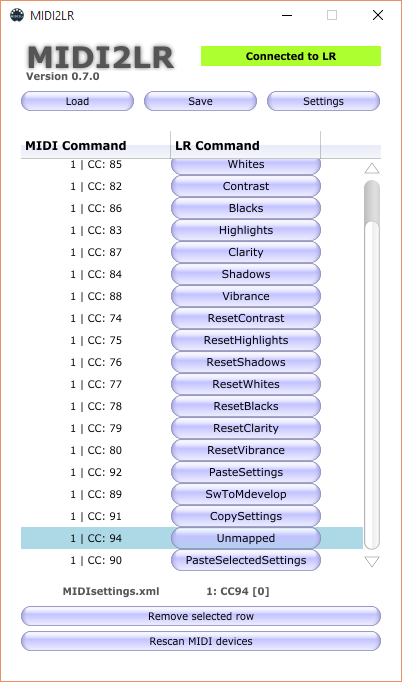 MIDI2LR
MIDI2LR
Connected to LR
Version 0.7.0
Load Save Settings
MIDI Command LR Command
1 | CC: 85 Whites
1 | CC: 82 Contrast
1 | CC: 86 Blacks
1 | CC: 83 Highlights
1 | CC: 87 Clarity
1 | CC: 84 Shadows
1 | CC: 88 Vibrance
1 | CC: 74 ResetContrast
1 | CC: 75 ResetHighlights
1 | CC: 76 ResetShadows
1 | CC: 77 ResetWhites
1 | CC: 78 ResetBlacks
1 | CC: 79 ResetClarity
1 | CC: 80 ResetVibrance
1 | CC: 92 PasteSettings
1 | CC: 89 SwToMdevelop
1 | CC: 91 CopySettings
1 | CC: 94 Unmapped
1 | CC: 90 PasteSelectedSettings
MIDIsettings.xml 1: CC94 [0]
Remove selected row
Rescan MIDI devices